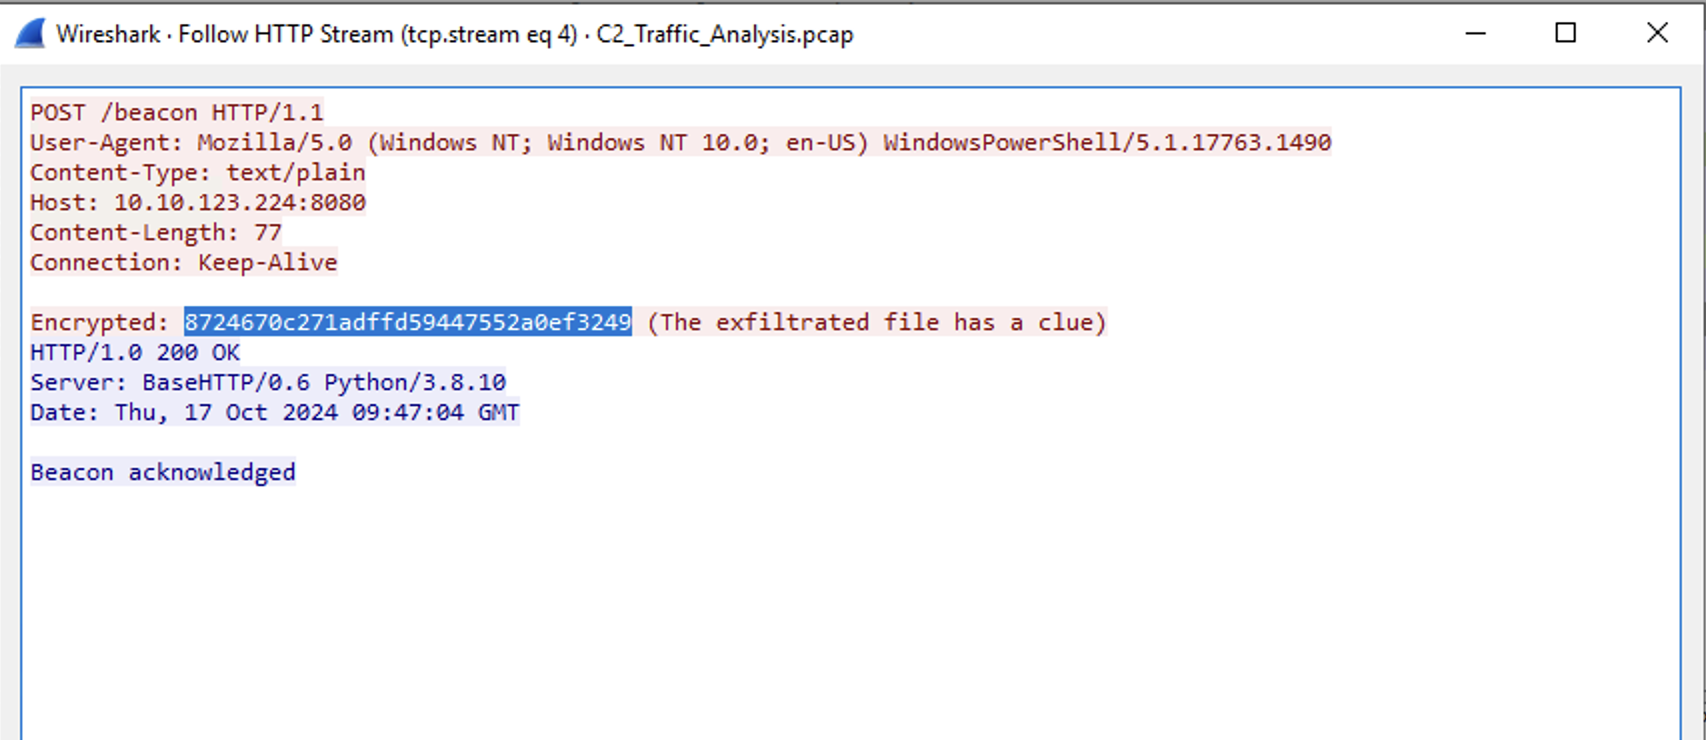 Wireshark · Follow HTTP Stream (tcp.stream eq 4) · C2_Traffic_Analysis.pcap
POST /beacon HTTP/1.1
User-Agent: Mozilla/5.0 (Windows NT; Windows NT 10.0; en-US) WindowsPowerShell/5.1.17763.1490
Content-Type: text/plain
Host: 10.10.123.224:8080
Content-Length: 77
Connection: Keep-Alive
Encrypted: 8724670c271adffd59447552a0ef3249 (The exfiltrated file has a clue)
HTTP/1.0 200 OK
Server: BaseHTTP/0.6 Python/3.8.10
Date: Thu, 17 Oct 2024 09:47:04 GMT
Beacon acknowledged